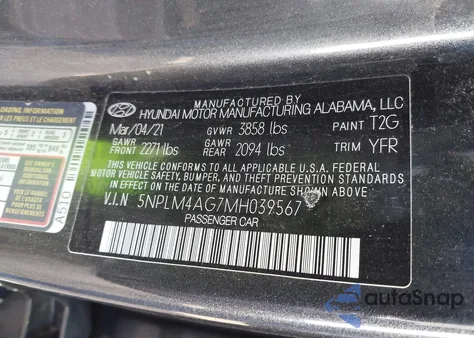 MANUFACTURED BY
HYUNDAI MOTOR MANUFACTURING ALABAMA, LLC
Mar/04/21 GVWR 3858 lbs PAINT T2G
GAWR FRONT 2271 lbs GAWR REAR 2094 lbs TRIM YFR
THIS VEHICLE CONFORMS TO ALL APPLICABLE U.S.A. FEDERAL
MOTOR VEHICLE SAFETY, BUMPER, AND THEFT PREVENTION
STANDARDS IN EFFECT ON THE DATE OF MANUFACTURE SHOWN ABOVE.
V.I.N 5NPLM4AG7MH039567
PASSENGER CAR
A510
autoSnap